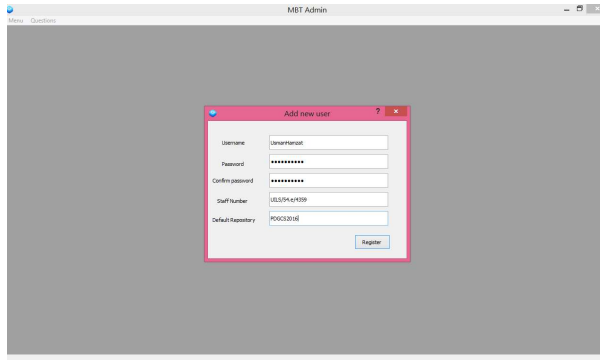 MBT Admin
Menu Questions
Add new user ?
Username UsmanHamzat
Password ••••••••••
Confirm password ••••••••••
Staff Number UILS/54.e/4359
Default Repository PDGCS2016
Register